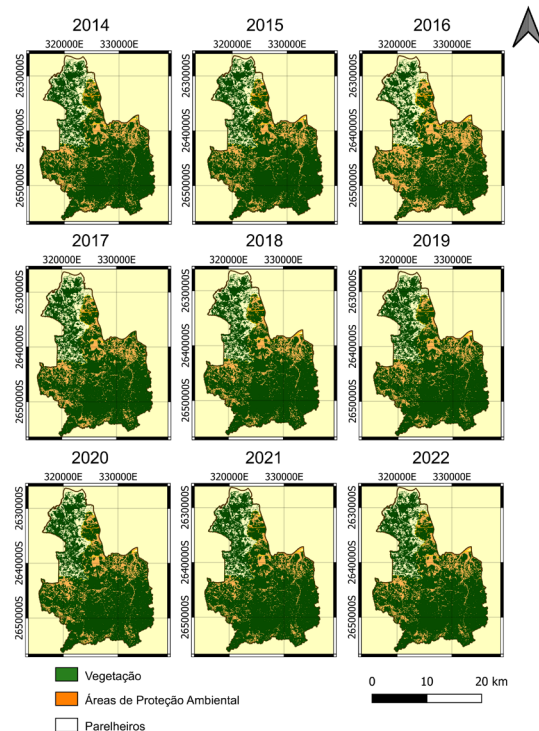 2014 2015 2016
320000E 330000E 320000E 330000E 320000E 330000E
2630000S 2630000S 2630000S
2640000S 2640000S 2640000S
2650000S 2650000S 2650000S
2017 2018 2019
320000E 330000E 320000E 330000E 320000E 330000E
2630000S 2630000S 2630000S
2640000S 2640000S 2640000S
2650000S 2650000S 2650000S
2020 2021 2022
320000E 330000E 320000E 330000E 320000E 330000E
2630000S 2630000S 2630000S
2640000S 2640000S 2640000S
2650000S 2650000S 2650000S
Vegetação
0 10 20 km
Áreas de Proteção Ambiental
Parelheiros